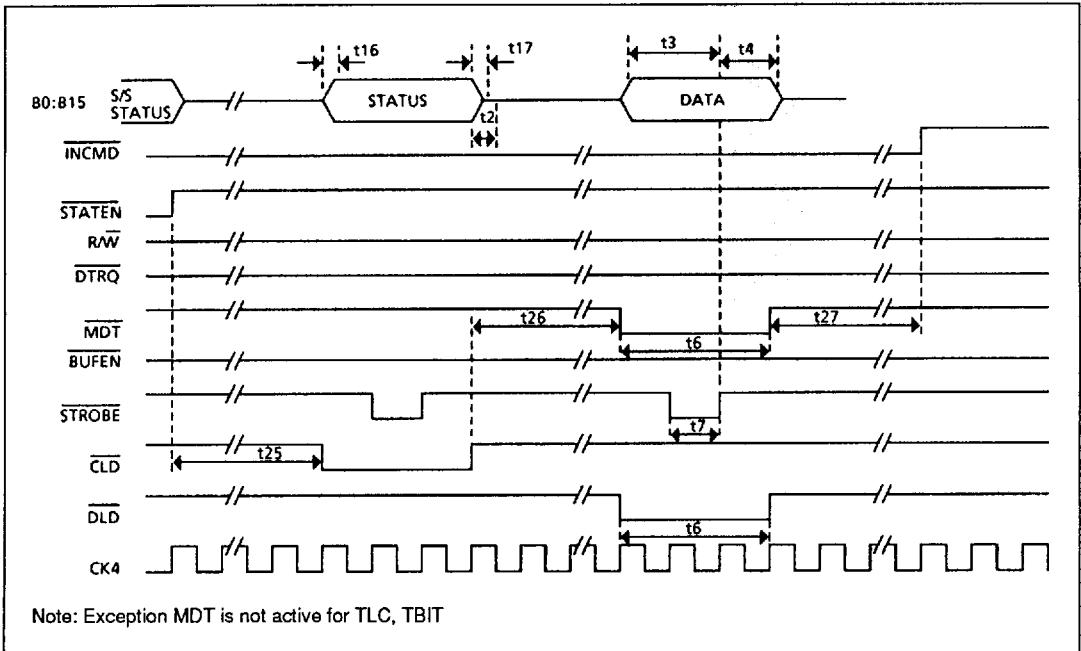 t16
t17
t3
t4
B0:B15
S/S
STATUS
STATUS
DATA
t2
INCMD
STATEN
R/W
DTRQ
t26
t27
MDT
t6
BUFEN
STROBE
t7
t25
CLD
DLD
t6
CK4
Note: Exception MDT is not active for TLC, TBIT